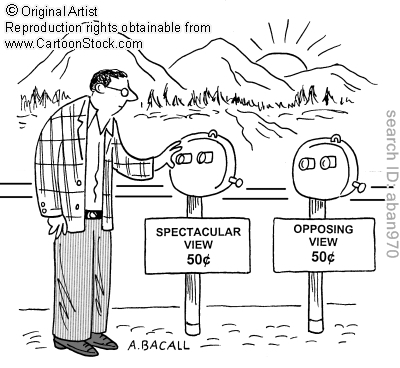 © Original Artist
Reproduction rights obtainable from
www.CartoonStock.com
search ID: aban970
SPECTACULAR
VIEW
50¢
OPPOSING
VIEW
50¢
A.BACALL